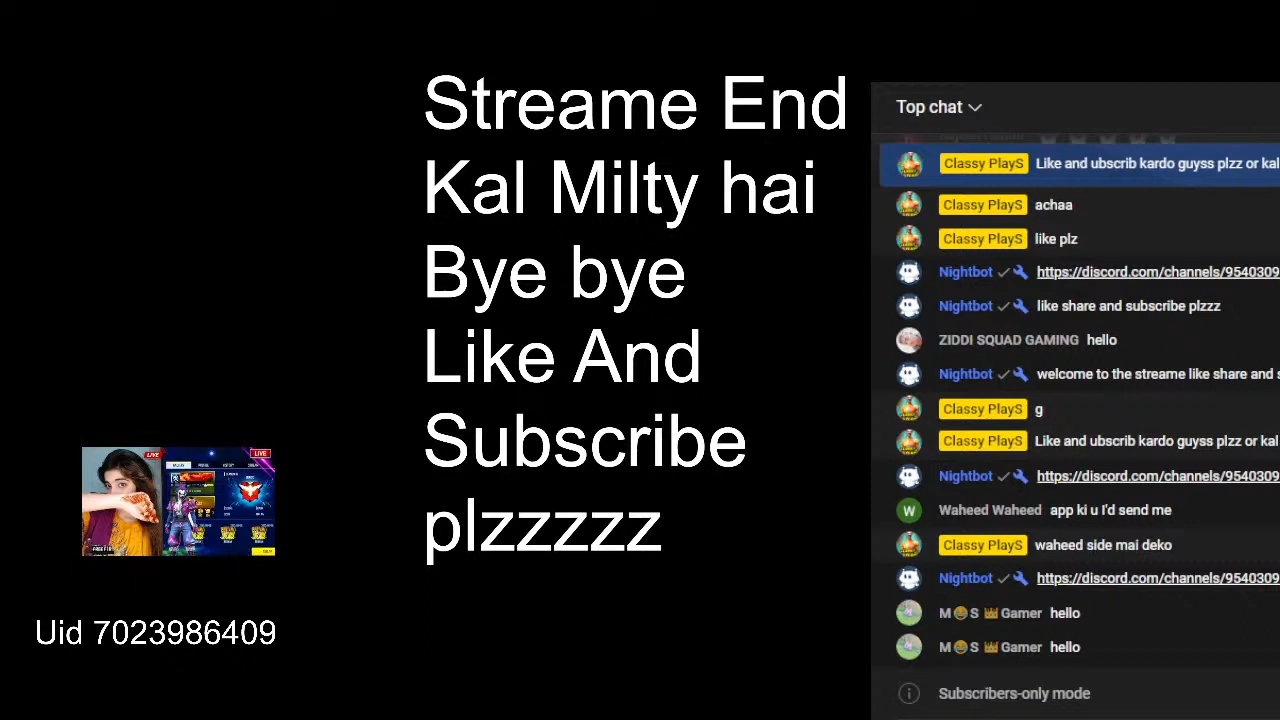 Streame End
Kal Milty hai
Bye bye
Like And
Subscribe
plzzzzz
LIVE
LIVE
FREE FIRE
Uid 7023986409
Top chat
Classy PlayS Like and ubscrib kardo guyss plzz or kal
Classy PlayS achaa
Classy PlayS like plz
Nightbot https://discord.com/channels/9540309
Nightbot like share and subscribe plzzz
ZIDDI SQUAD GAMING hello
Nightbot welcome to the streame like share and s
Classy PlayS g
Classy PlayS Like and ubscrib kardo guyss plzz or kal
Nightbot https://discord.com/channels/9540309
W Waheed Waheed app ki u I'd send me
Classy PlayS waheed side mai deko
Nightbot https://discord.com/channels/9540309
M😂S 👑Gamer hello
M😂S 👑Gamer hello
Subscribers-only mode